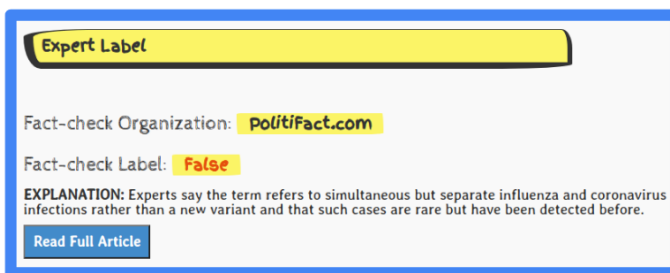 Expert Label
Fact-check Organization: PolitiFact.com
Fact-check Label: False
EXPLANATION: Experts say the term refers to simultaneous but separate influenza and coronavirus
infections rather than a new variant and that such cases are rare but have been detected before.
Read Full Article